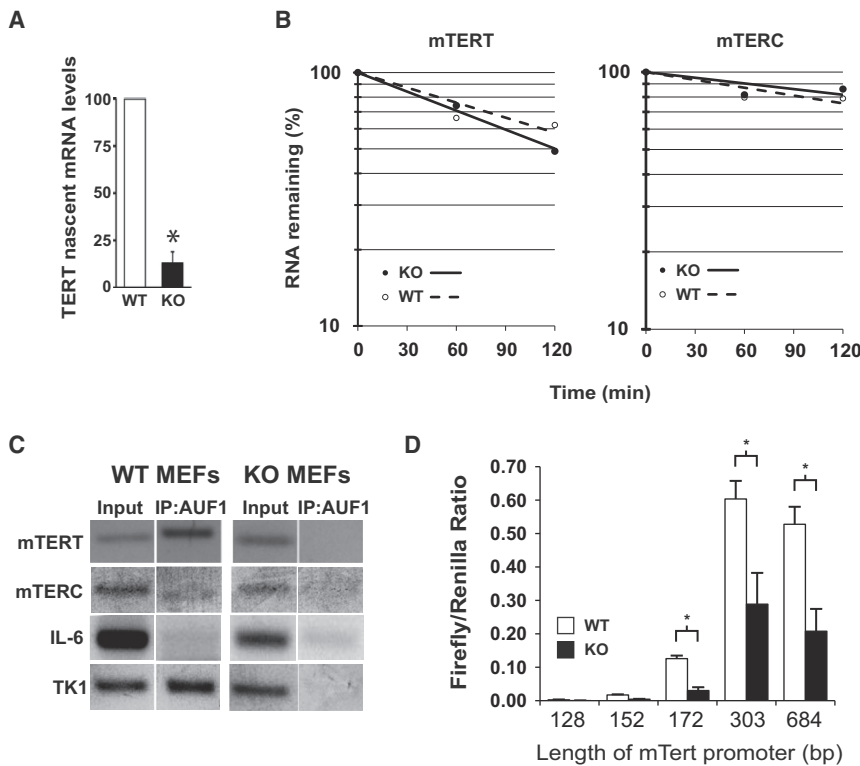 A
TERT nascent mRNA levels
100
75
50
25
0
*
WT KO
B
mTERT
RNA remaining (%)
100
10
KO
WT
0 30 60 90 120
mTERC
100
10
KO
WT
0 30 60 90 120
Time (min)
C
WT MEFs KO MEFs
Input IP:AUF1 Input IP:AUF1
mTERT
mTERC
IL-6
TK1
D
Firefly/Renilla Ratio
0.70
0.60
0.50
0.40
0.30
0.20
0.10
0.00
WT
KO
*
*
*
128 152 172 303 684
Length of mTert promoter (bp)